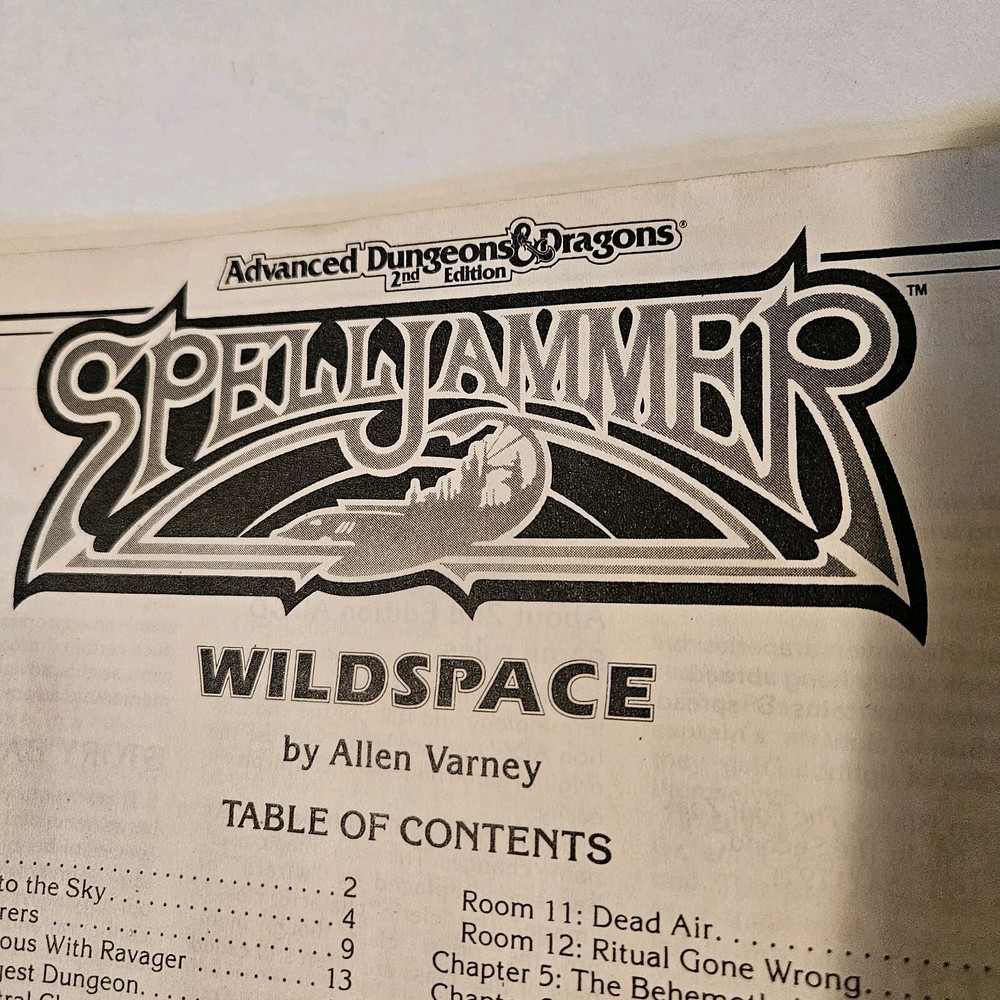 Advanced Dungeons & Dragons®
2nd Edition
SPELLJAMMER™
WILDSPACE
by Allen Varney
TABLE OF CONTENTS
. . . . . . . . . . . . . . . . . . . . . . . 2
to the Sky. . . . . . . . . . . . . . . . . 4
rers . . . . . . . . . . . . . . . . . . . . . 9
ous With Ravager . . . . . . . . 13
gest Dungeon. . . .
Room 11: Dead Air. . . . . . . . . . . . .
Room 12: Ritual Gone Wrong. . . .
Chapter 5: The Behemoth